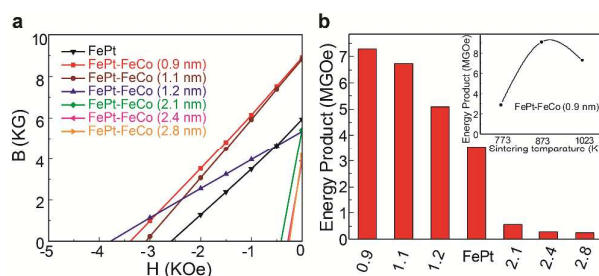 a
B (KG)
10
8
6
4
2
0
FePt
FePt-FeCo (0.9 nm)
FePt-FeCo (1.1 nm)
FePt-FeCo (1.2 nm)
FePt-FeCo (2.1 nm)
FePt-FeCo (2.4 nm)
FePt-FeCo (2.8 nm)
-5 -4 -3 -2 -1 0
H (KOe)
b
Energy Product (MGOe)
7
6
5
4
3
2
1
0
0.9 1.1 1.2 FePt 2.1 2.4 2.8
Energy Product (MGOe)
8
6
4
2
0
FePt-FeCo (0.9 nm)
773 873 1023
Sintering temparature (K